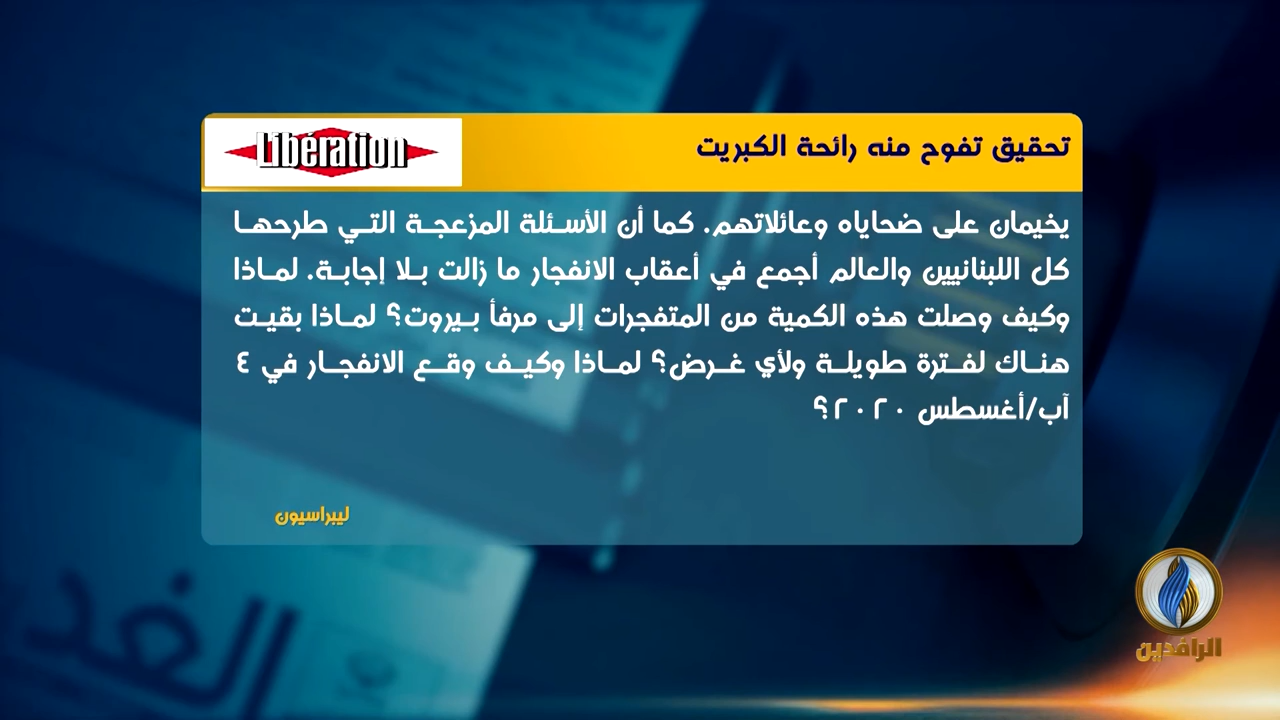 تحقيق تفوح منه رائحة الكبريت
Libération
يخيمان على ضحاياه وعائلاتهم. كما أن الأسئلة المزعجة التي طرحها
كل اللبنانيين والعالم أجمع في أعقاب الانفجار ما زالت بلا إجابة. لماذا
وكيف وصلت هذه الكمية من المتفجرات إلى مرفأ بيروت؟ لماذا بقيت
هناك لفترة طويلة ولأي غرض؟ لماذا وكيف وقع الانفجار في ٤
آب/أغسطس ٢٠٢٠؟
ليبراسيون
الغد
الرافدين